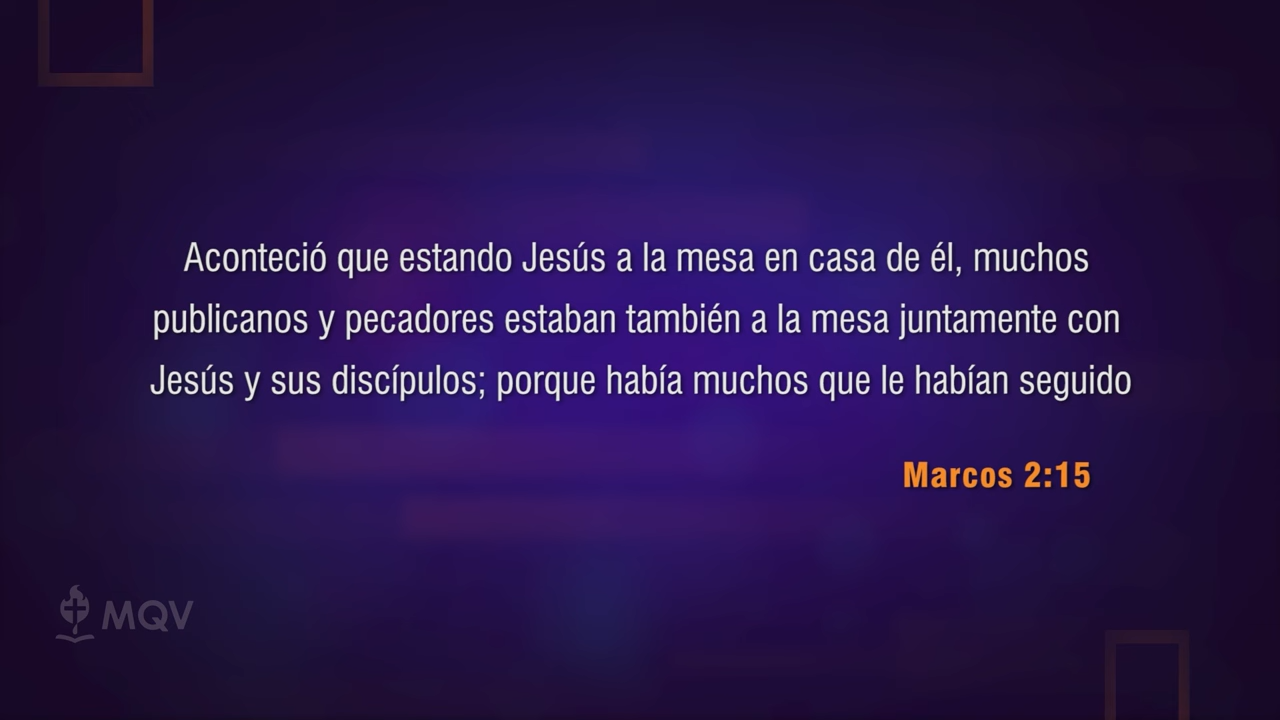 Aconteció que estando Jesús a la mesa en casa de él, muchos
publicanos y pecadores estaban también a la mesa juntamente con
Jesús y sus discípulos; porque había muchos que le habían seguido
Marcos 2:15
MQV